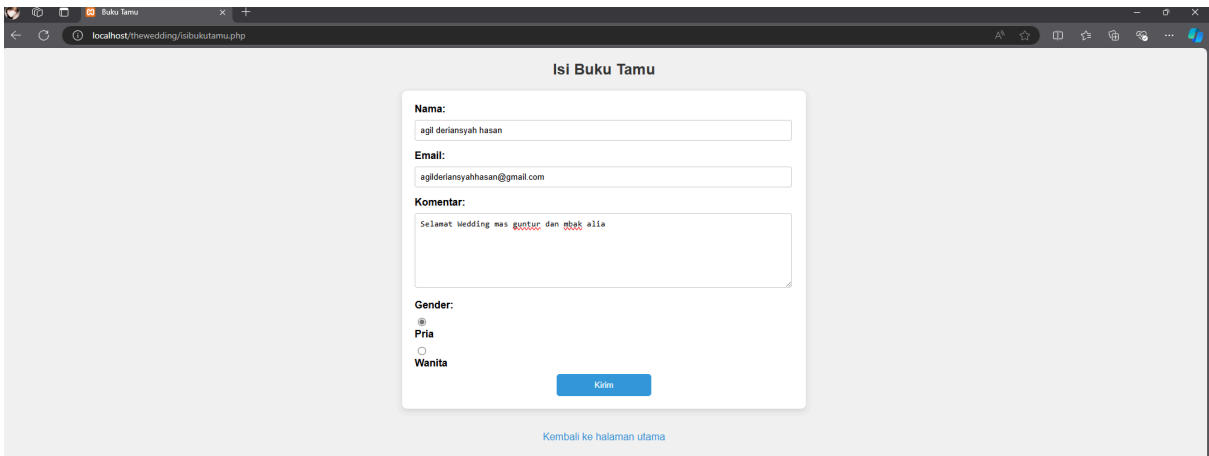 Buku Tamu
localhost/thewedding/isibukutamu.php
Isi Buku Tamu
Nama:
agil deriansyah hasan
Email:
agilderiansyahhasan@gmail.com
Komentar:
Selamat Wedding mas guntur dan mbak alia
Gender:
Pria
Wanita
Kirim
Kembali ke halaman utama